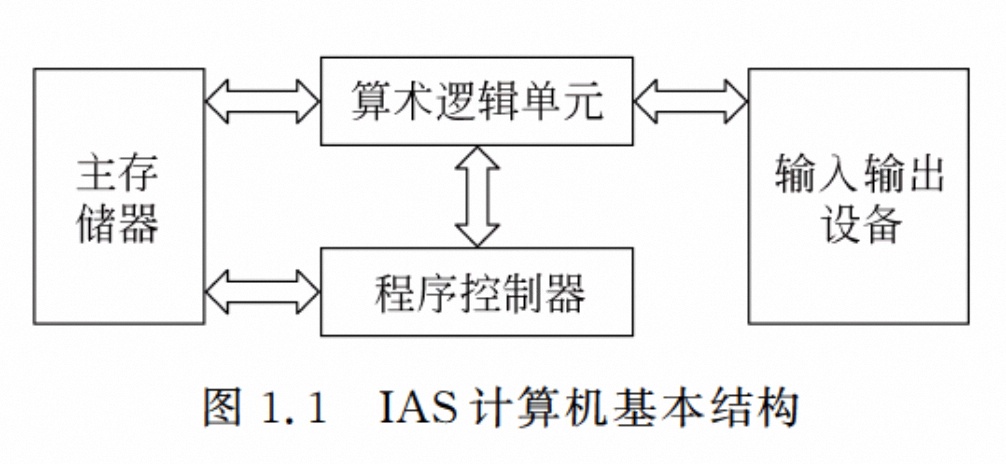 算术逻辑单元
主存
储器
输入输出
设备
程序控制器
图 1.1 IAS 计算机基本结构